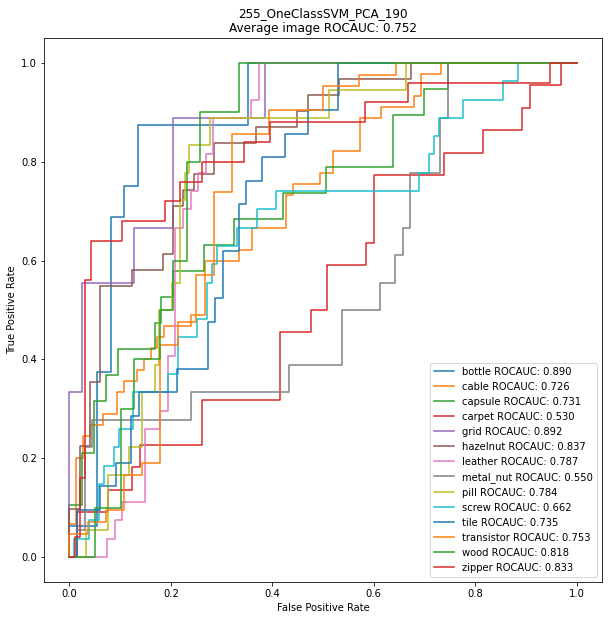 255_OneClassSVM_PCA_190
Average image ROCAUC: 0.752
True Positive Rate
1.0
0.8
0.6
0.4
0.2
0.0
bottle ROCAUC: 0.890
cable ROCAUC: 0.726
capsule ROCAUC: 0.731
carpet ROCAUC: 0.530
grid ROCAUC: 0.892
hazelnut ROCAUC: 0.837
leather ROCAUC: 0.787
metal_nut ROCAUC: 0.550
pill ROCAUC: 0.784
screw ROCAUC: 0.662
tile ROCAUC: 0.735
transistor ROCAUC: 0.753
wood ROCAUC: 0.818
zipper ROCAUC: 0.833
0.0 0.2 0.4 0.6 0.8 1.0
False Positive Rate